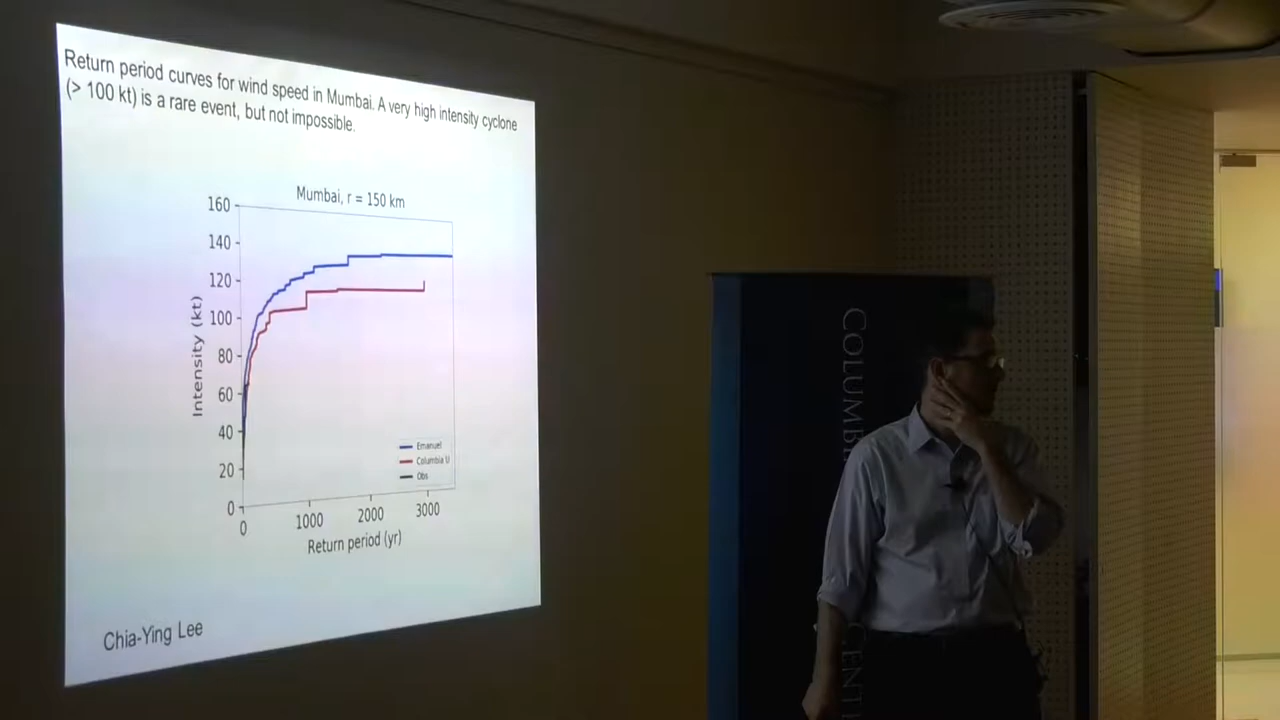 Return period curves for wind speed in Mumbai. A very high intensity cyclone
(> 100 kt) is a rare event, but not impossible.
Mumbai, r = 150 km
160
140
120
100
80
60
40
20
0
Intensity (kt)
Emanuel
Columbia U
Obs
0
1000
2000
3000
Return period (yr)
Chia-Ying Lee
COLUMB
CENT